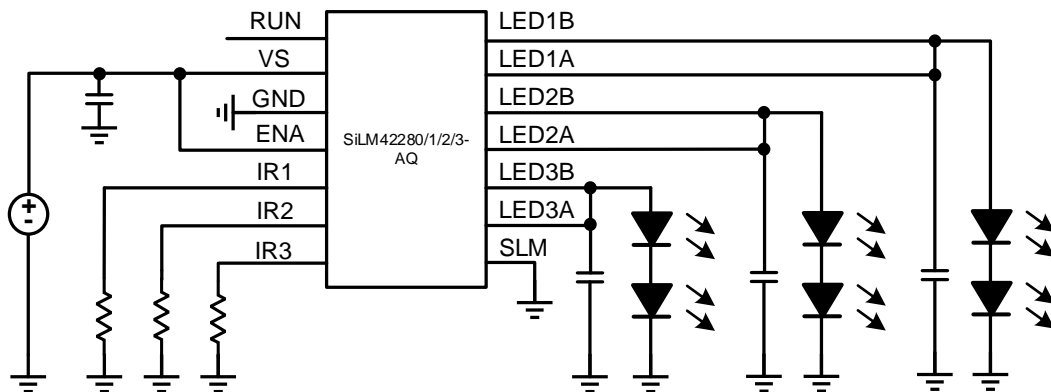 RUN
VS
GND
ENA
IR1
IR2
IR3
SiLM42280/1/2/3-
AQ
LED1B
LED1A
LED2B
LED2A
LED3B
LED3A
SLM
+
-